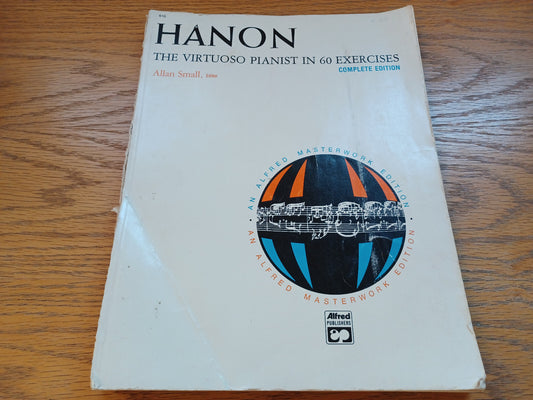 616
HANON
THE VIRTUOSO PIANIST IN 60 EXERCISES
COMPLETE EDITION
Allan Small, Editor
AN ALFRED MASTERWORK EDITION
AN ALFRED MASTERWORK EDITION
Alfred
PUBLISHERS